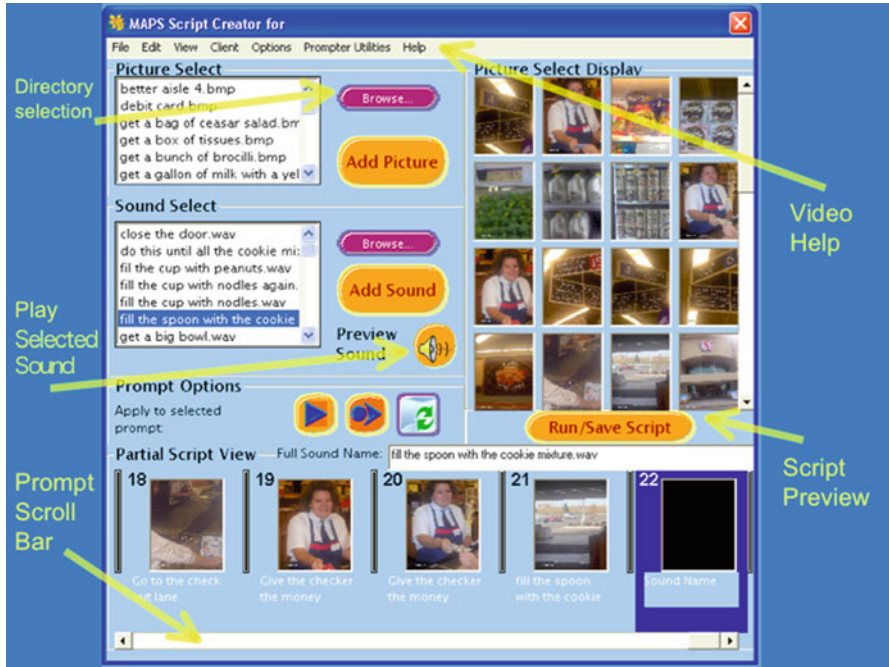 MAPS Script Creator for
File Edit View Client Options Prompter Utilities Help
Directory
selection
Picture Select
better aisle 4.bmp
debit card.bmp
get a bag of ceasar salad.bm
get a box of tissues.bmp
get a bunch of brocilli.bmp
get a gallon of milk with a yel
Browse...
Add Picture
Picture Select Display
Video
Help
Sound Select
close the door.wav
do this until all the cookie mix
fil the cup with peanuts.wav
fill the cup with nodles again.
fill the cup with nodles.wav
fill the spoon with the cookie
get a big bowl.wav
Browse...
Add Sound
Preview
Sound
Play
Selected
Sound
Prompt Options
Apply to selected
prompt:
Run/Save Script
Script
Preview
Partial Script View Full Sound Name: fill the spoon with the cookie mixture.wav
Prompt
Scroll
Bar
18 19 20 21 22
Go to the check
out lane
Give the checker
the money
Give the checker
the money
fill the spoon
with the cookie
Sound Name